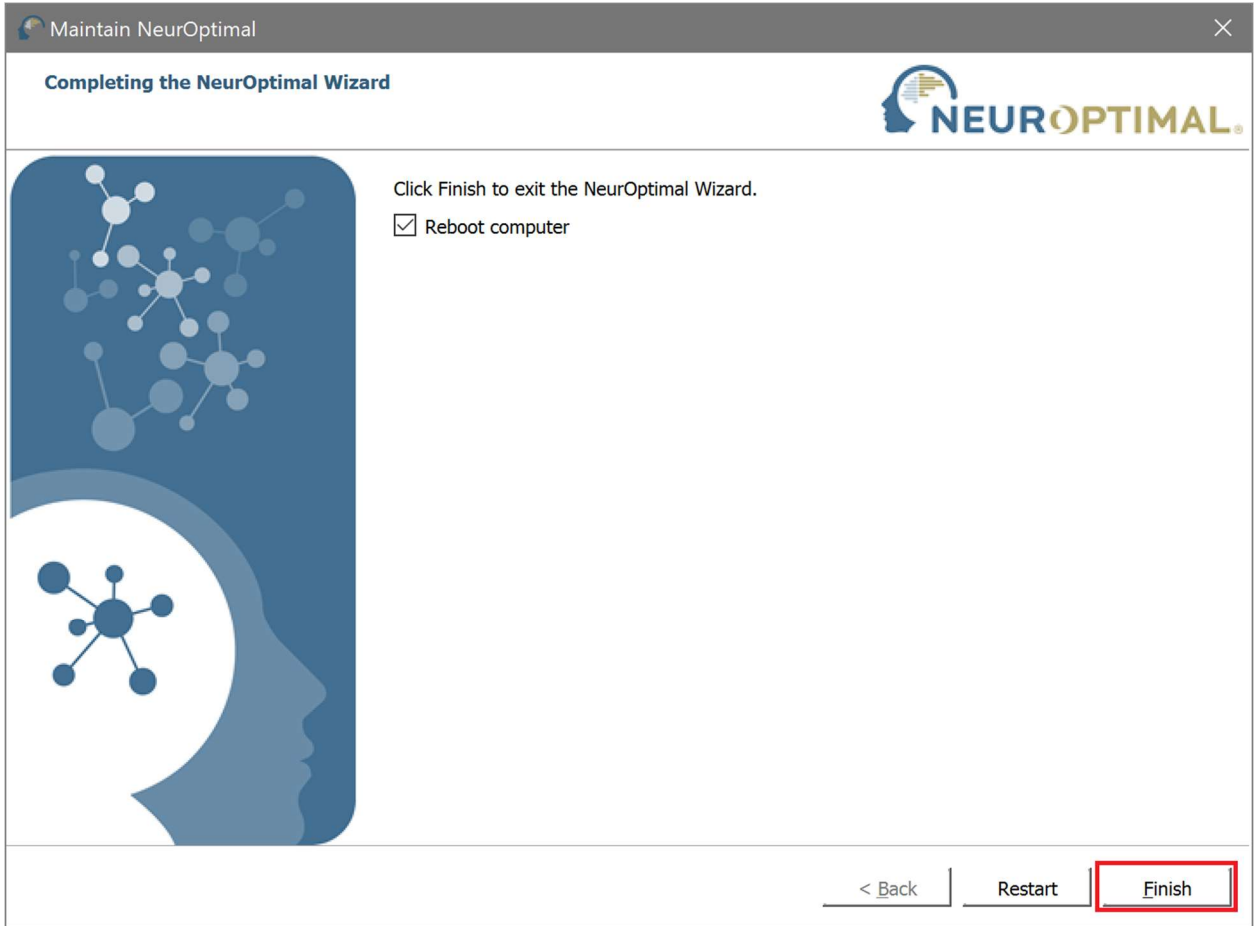 Maintain NeurOptimal
Completing the NeurOptimal Wizard
NEUROPTIMAL®
Click Finish to exit the NeurOptimal Wizard.
Reboot computer
< Back
Restart
Finish